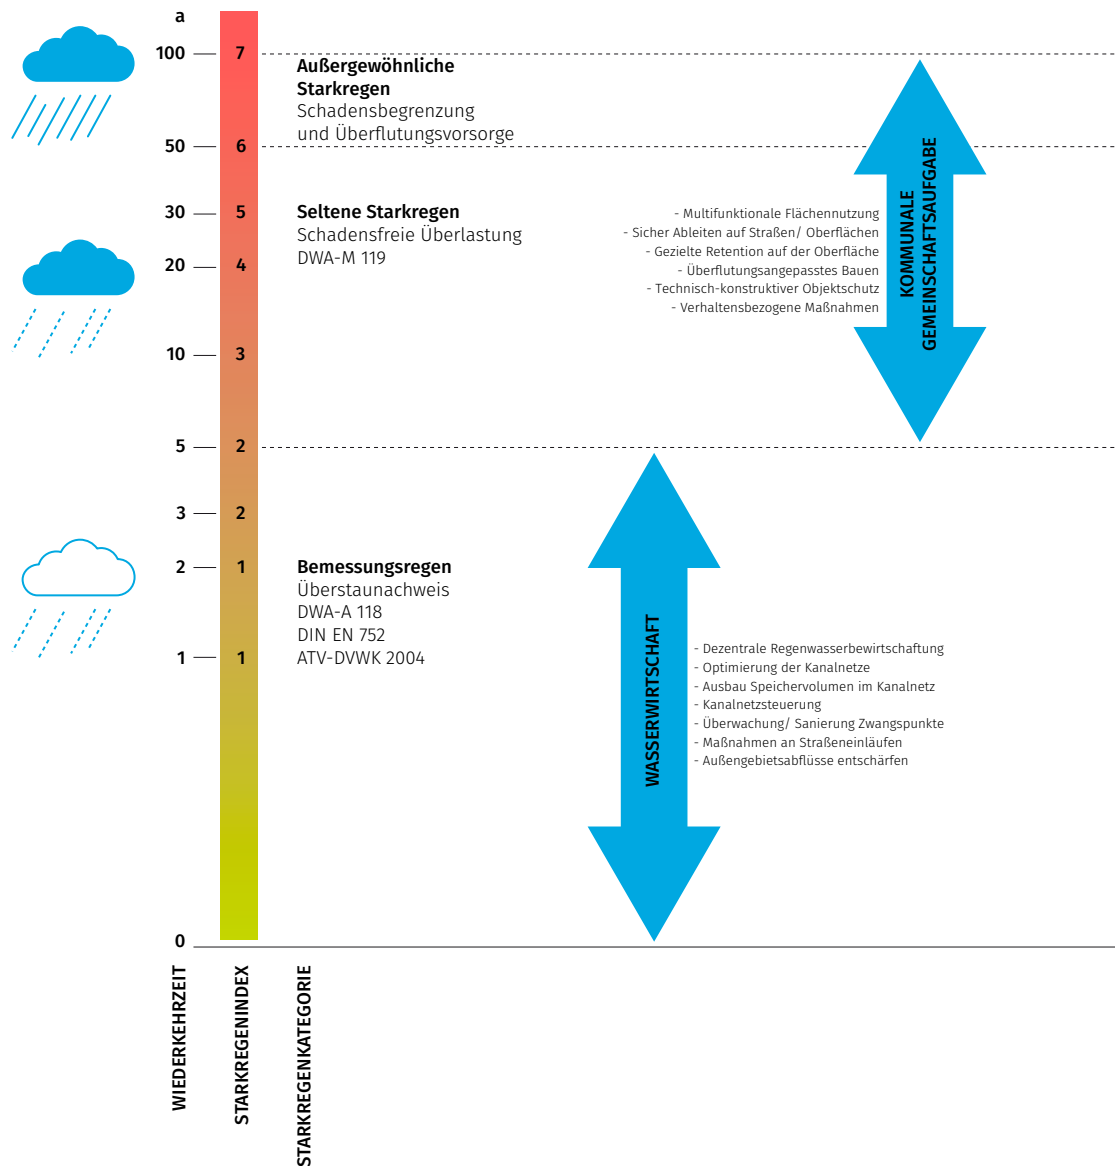 a
100
7
Außergewöhnliche
Starkregen
Schadensbegrenzung
und Überflutungsvorsorge
50
6
30
5
Seltene Starkregen
Schadensfreie Überlastung
DWA-M 119
20
4
10
3
- Multifunktionale Flächennutzung
- Sicher Ableiten auf Straßen/ Oberflächen
- Gezielte Retention auf der Oberfläche
- Überflutungsangepasstes Bauen
- Technisch-konstruktiver Objektschutz
- Verhaltensbezogene Maßnahmen
KOMMUNALE
GEMEINSCHAFTSAUFGABE
5
2
3
2
2
1
Bemessungsregen
Überstaunachweis
DWA-A 118
DIN EN 752
ATV-DVWK 2004
1
1
WASSERWIRTSCHAFT
- Dezentrale Regenwasserbewirtschaftung
- Optimierung der Kanalnetze
- Ausbau Speichervolumen im Kanalnetz
- Kanalnetzsteuerung
- Überwachung/ Sanierung Zwangspunkte
- Maßnahmen an Straßeneinläufen
- Außengebietsabflüsse entschärfen
0
WIEDERKEHRZEIT
STARKREGENINDEX
STARKREGENKATEGORIE